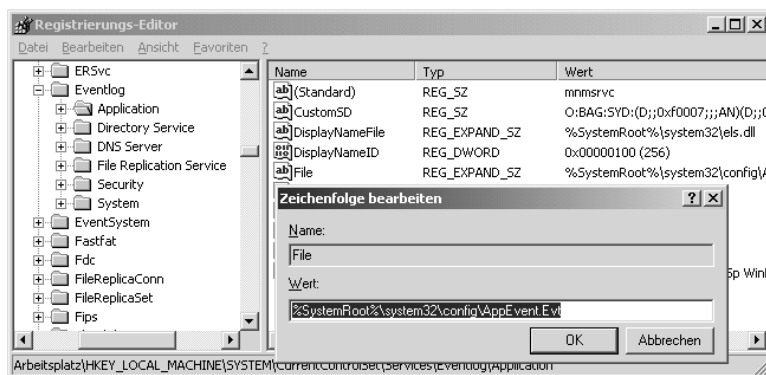 Registrierungs-Editor
Datei Bearbeiten Ansicht Favoriten ?
ERSvc
Eventlog
Application
Directory Service
DNS Server
File Replication Service
Security
System
EventSystem
Fastfat
Fdc
FileReplicaConn
FileReplicaSet
Fips
Name Typ Wert
(Standard) REG_SZ mnmsrvc
CustomSD REG_SZ O:BAG:SYD:(D;;0xf0007;;;AN)(D;;
DisplayNameFile REG_EXPAND_SZ %SystemRoot%\system32\els.dll
DisplayNameID REG_DWORD 0x00000100 (256)
File REG_EXPAND_SZ %SystemRoot%\system32\config\
Zeichenfolge bearbeiten
Name:
File
Wert:
%SystemRoot%\system32\config\AppEvent.Evt
OK Abbrechen
5p Win
Arbeitsplatz\HKEY_LOCAL_MACHINE\SYSTEM\CurrentControlSet\Services\Eventlog\Application